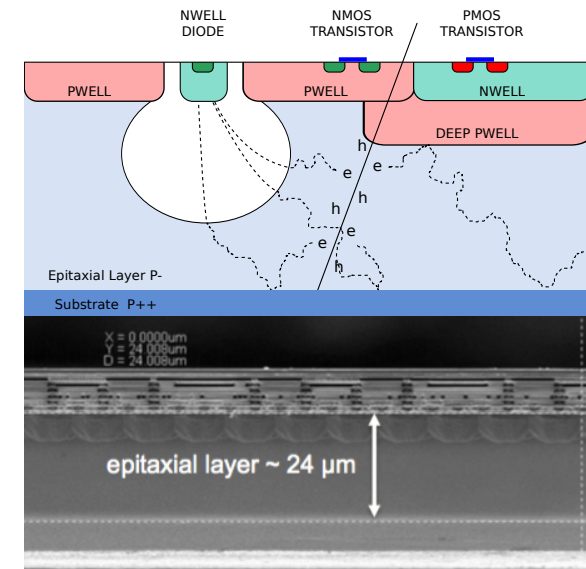 NWELL
DIODE
NMOS
TRANSISTOR
PMOS
TRANSISTOR
PWELL
PWELL
NWELL
DEEP PWELL
h
e
e
h
h
e
e
h
Epitaxial Layer P-
Substrate P++
X = 0.0000um
Y = 24.008um
D = 24.008um
epitaxial layer ~ 24 µm